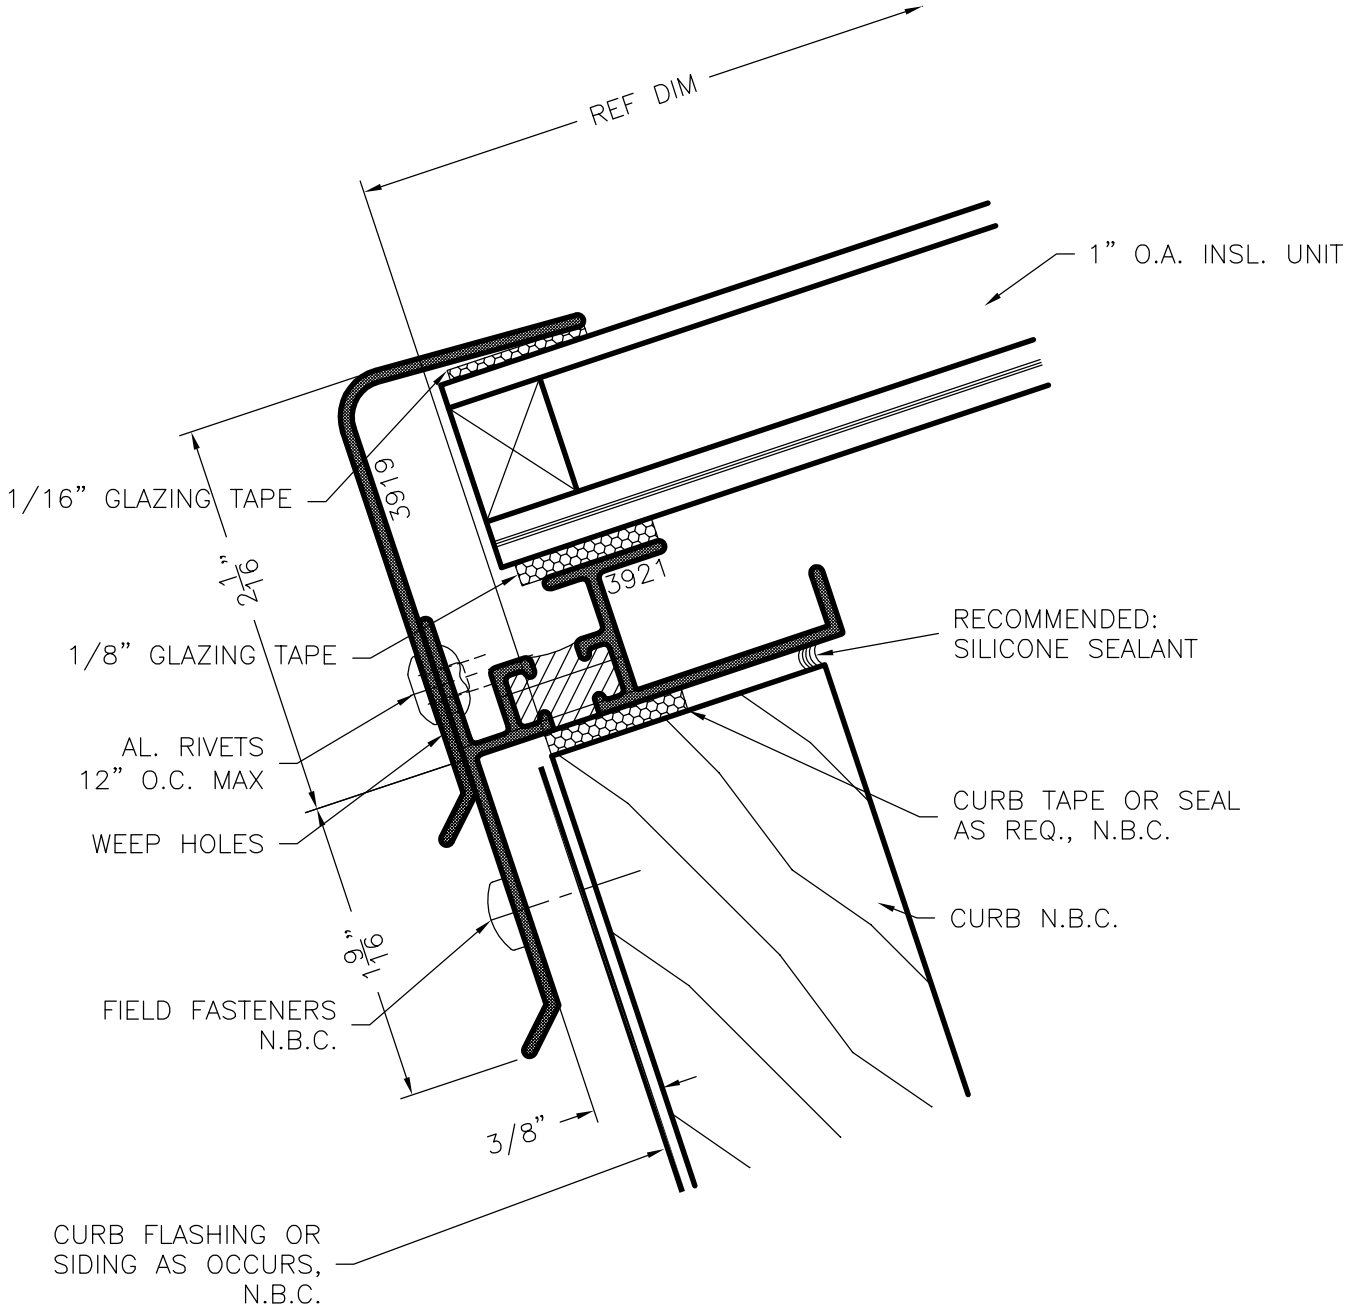 REF DIM
1” O.A. INSL. UNIT
3919
1/16” GLAZING TAPE
2 1/16”
3921
1/8” GLAZING TAPE
RECOMMENDED:
SILICONE SEALANT
AL. RIVETS
12” O.C. MAX
WEEP HOLES
CURB TAPE OR SEAL
AS REQ., N.B.C.
CURB N.B.C.
1 9/16”
FIELD FASTENERS
N.B.C.
3/8”
CURB FLASHING OR
SIDING AS OCCURS,
N.B.C.